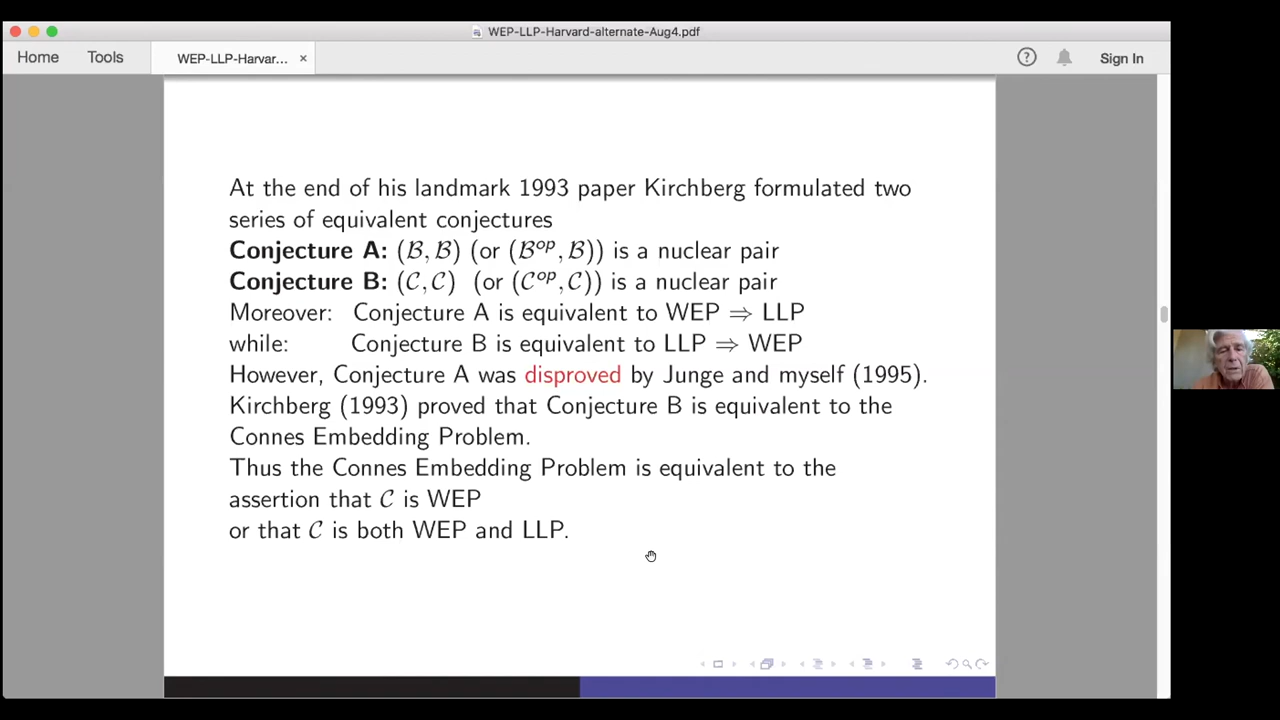 WEP-LLP-Harvard-alternate-Aug4.pdf
Home Tools WEP-LLP-Harvar... × ? Sign In
At the end of his landmark 1993 paper Kirchberg formulated two
series of equivalent conjectures
Conjecture A: (ℬ, ℬ) (or (ℬᵒᵖ, ℬ)) is a nuclear pair
Conjecture B: (𝒞, 𝒞) (or (𝒞ᵒᵖ, 𝒞)) is a nuclear pair
Moreover: Conjecture A is equivalent to WEP ⇒ LLP
while: Conjecture B is equivalent to LLP ⇒ WEP
However, Conjecture A was disproved by Junge and myself (1995).
Kirchberg (1993) proved that Conjecture B is equivalent to the
Connes Embedding Problem.
Thus the Connes Embedding Problem is equivalent to the
assertion that 𝒞 is WEP
or that 𝒞 is both WEP and LLP.